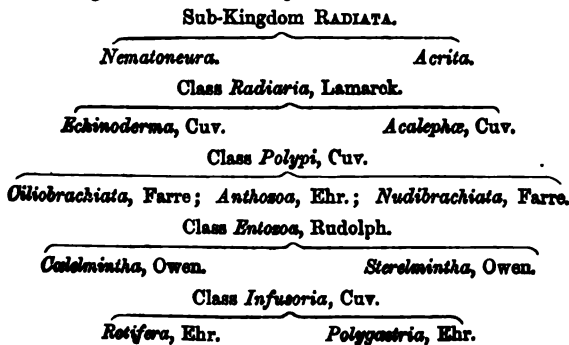 Sub-Kingdom RADIATA.
Nematoneura. Acrita.
Class Radiaria, Lamarck.
Echinoderma, Cuv. Acalephæ, Cuv.
Class Polypi, Cuv.
Ciliobrachiata, Farre; Anthozoa, Ehr.; Nudibrachiata, Farre.
Class Entozoa, Rudolph.
Cœlelmintha, Owen. Sterelmintha, Owen.
Class Infusoria, Cuv.
Rotifera, Ehr. Polygastria, Ehr.